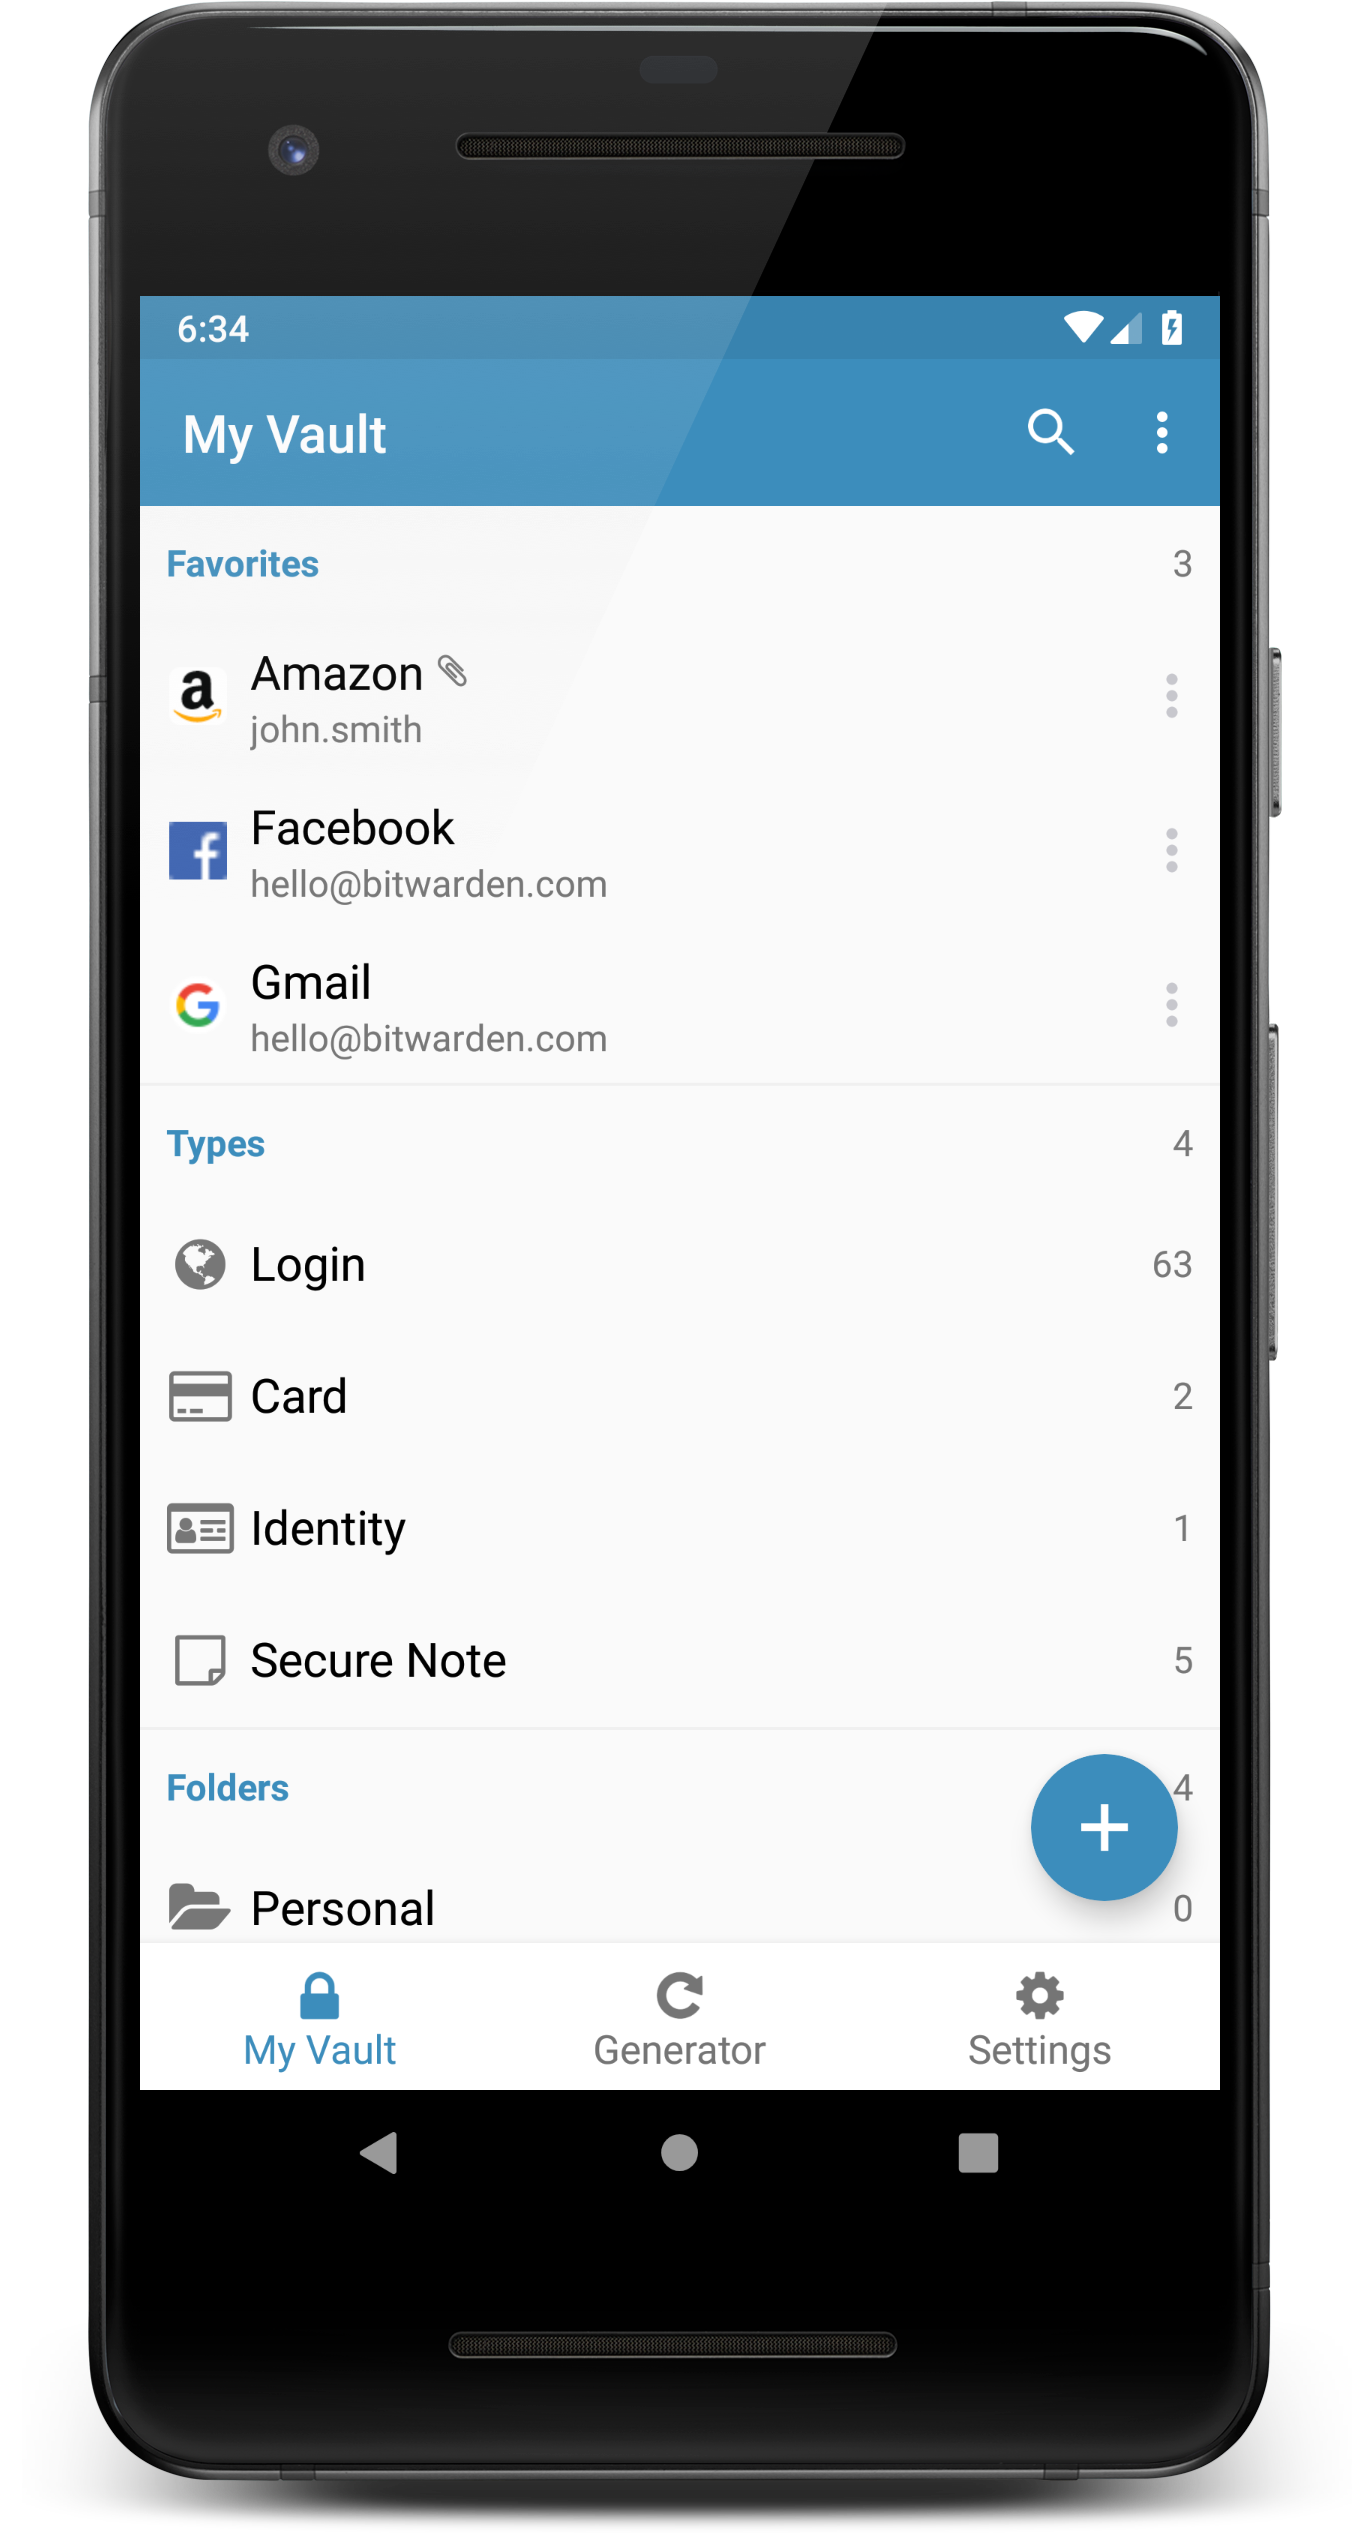 6:34
My Vault
Favorites 3
Amazon
john.smith
Facebook
hello@bitwarden.com
Gmail
hello@bitwarden.com
Types 4
Login 63
Card 2
Identity 1
Secure Note 5
Folders 4
Personal 0
My Vault Generator Settings